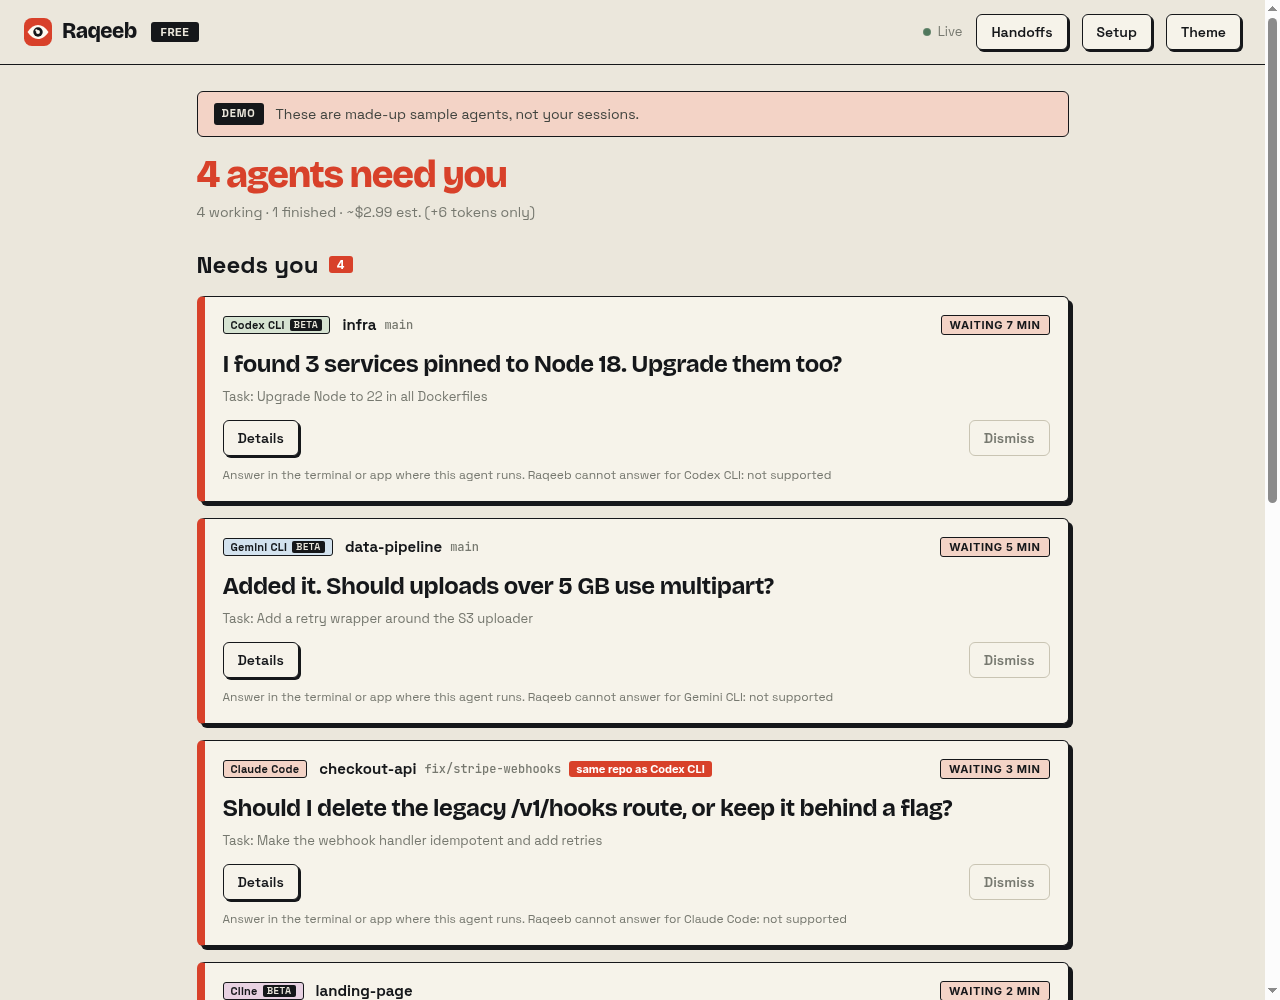 Raqeeb FREE
Live Handoffs Setup Theme
DEMO These are made-up sample agents, not your sessions.
4 agents need you
4 working · 1 finished · ~$2.99 est. (+6 tokens only)
Needs you 4
Codex CLI BETA infra main WAITING 7 MIN
I found 3 services pinned to Node 18. Upgrade them too?
Task: Upgrade Node to 22 in all Dockerfiles
Details Dismiss
Answer in the terminal or app where this agent runs. Raqeeb cannot answer for Codex CLI: not supported
Gemini CLI BETA data-pipeline main WAITING 5 MIN
Added it. Should uploads over 5 GB use multipart?
Task: Add a retry wrapper around the S3 uploader
Details Dismiss
Answer in the terminal or app where this agent runs. Raqeeb cannot answer for Gemini CLI: not supported
Claude Code checkout-api fix/stripe-webhooks same repo as Codex CLI WAITING 3 MIN
Should I delete the legacy /v1/hooks route, or keep it behind a flag?
Task: Make the webhook handler idempotent and add retries
Details Dismiss
Answer in the terminal or app where this agent runs. Raqeeb cannot answer for Claude Code: not supported
Cline BETA landing-page WAITING 2 MIN